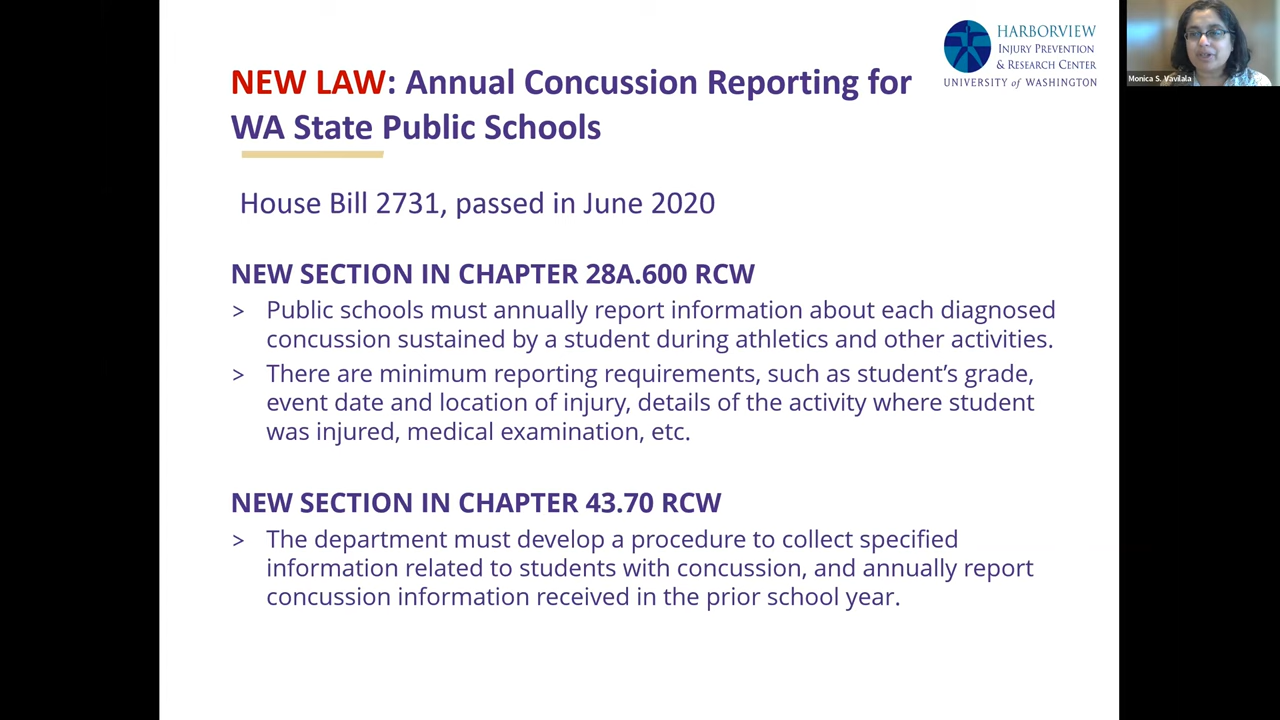 NEW LAW: Annual Concussion Reporting for
WA State Public Schools
HARBORVIEW
INJURY PREVENTION
& RESEARCH CENTER
UNIVERSITY of WASHINGTON
Monica S. Vavilala
House Bill 2731, passed in June 2020
NEW SECTION IN CHAPTER 28A.600 RCW
> Public schools must annually report information about each diagnosed
concussion sustained by a student during athletics and other activities.
> There are minimum reporting requirements, such as student’s grade,
event date and location of injury, details of the activity where student
was injured, medical examination, etc.
NEW SECTION IN CHAPTER 43.70 RCW
> The department must develop a procedure to collect specified
information related to students with concussion, and annually report
concussion information received in the prior school year.